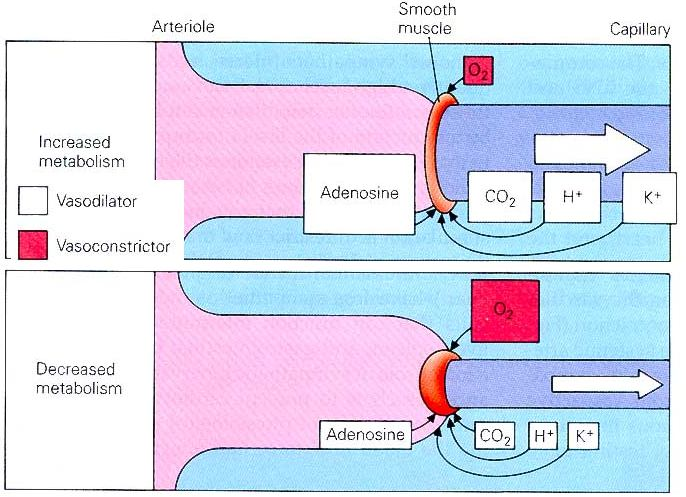 Arteriole
Smooth
muscle
Capillary
O2
Increased
metabolism
Adenosine
CO2
H+
K+
Vasodilator
Vasoconstrictor
O2
Decreased
metabolism
Adenosine
CO2
H+
K+